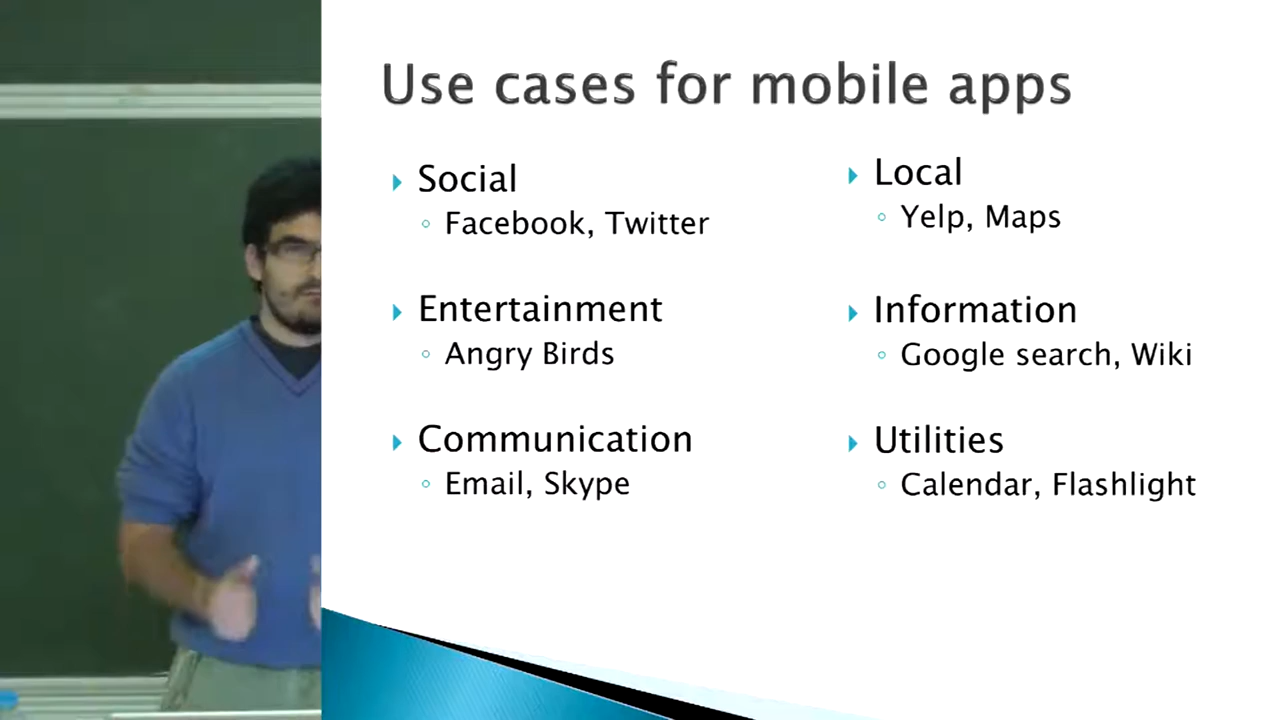 Use cases for mobile apps
Social
Facebook, Twitter
Entertainment
Angry Birds
Communication
Email, Skype
Local
Yelp, Maps
Information
Google search, Wiki
Utilities
Calendar, Flashlight